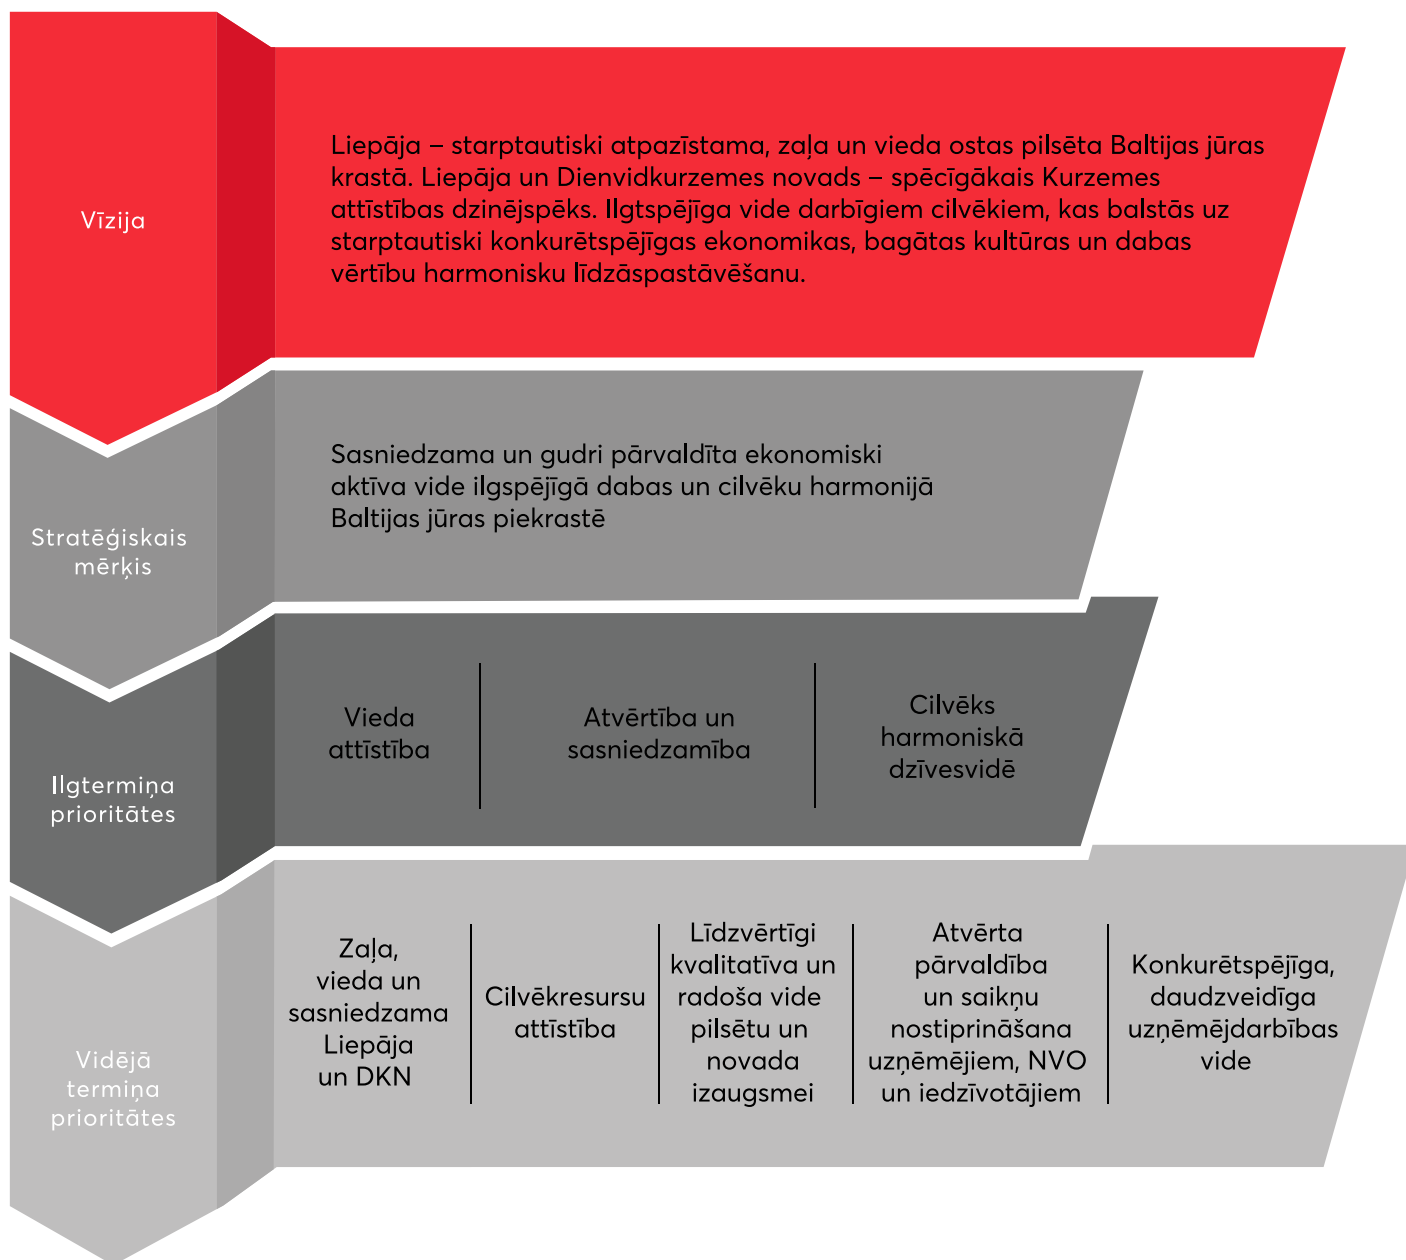 Vīzija
Liepāja – starptautiski atpazīstama, zaļa un vieda ostas pilsēta Baltijas jūras
krastā. Liepāja un Dienvidkurzemes novads – spēcīgākais Kurzemes
attīstības dzinējspēks. Ilgtspējīga vide darbīgiem cilvēkiem, kas balstās uz
starptautiski konkurētspējīgas ekonomikas, bagātas kultūras un dabas
vērtību harmonisku līdzāspastāvēšanu.
Stratēģiskais
mērķis
Sasniedzama un gudri pārvaldīta ekonomiski
aktīva vide ilgspējīgā dabas un cilvēku harmonijā
Baltijas jūras piekrastē
Ilgtermiņa
prioritātes
Vieda
attīstība
Atvērtība un
sasniedzamība
Cilvēks
harmoniskā
dzīvesvidē
Vidējā
termiņa
prioritātes
Zaļa,
vieda un
sasniedzama
Liepāja
un DKN
Cilvēkresursu
attīstība
Līdzvērtīgi
kvalitatīva un
radoša vide
pilsētu un
novada
izaugsmei
Atvērta
pārvaldība
un saikņu
nostiprināšana
uzņēmējiem, NVO
un iedzīvotājiem
Konkurētspējīga,
daudzveidīga
uzņēmējdarbības
vide